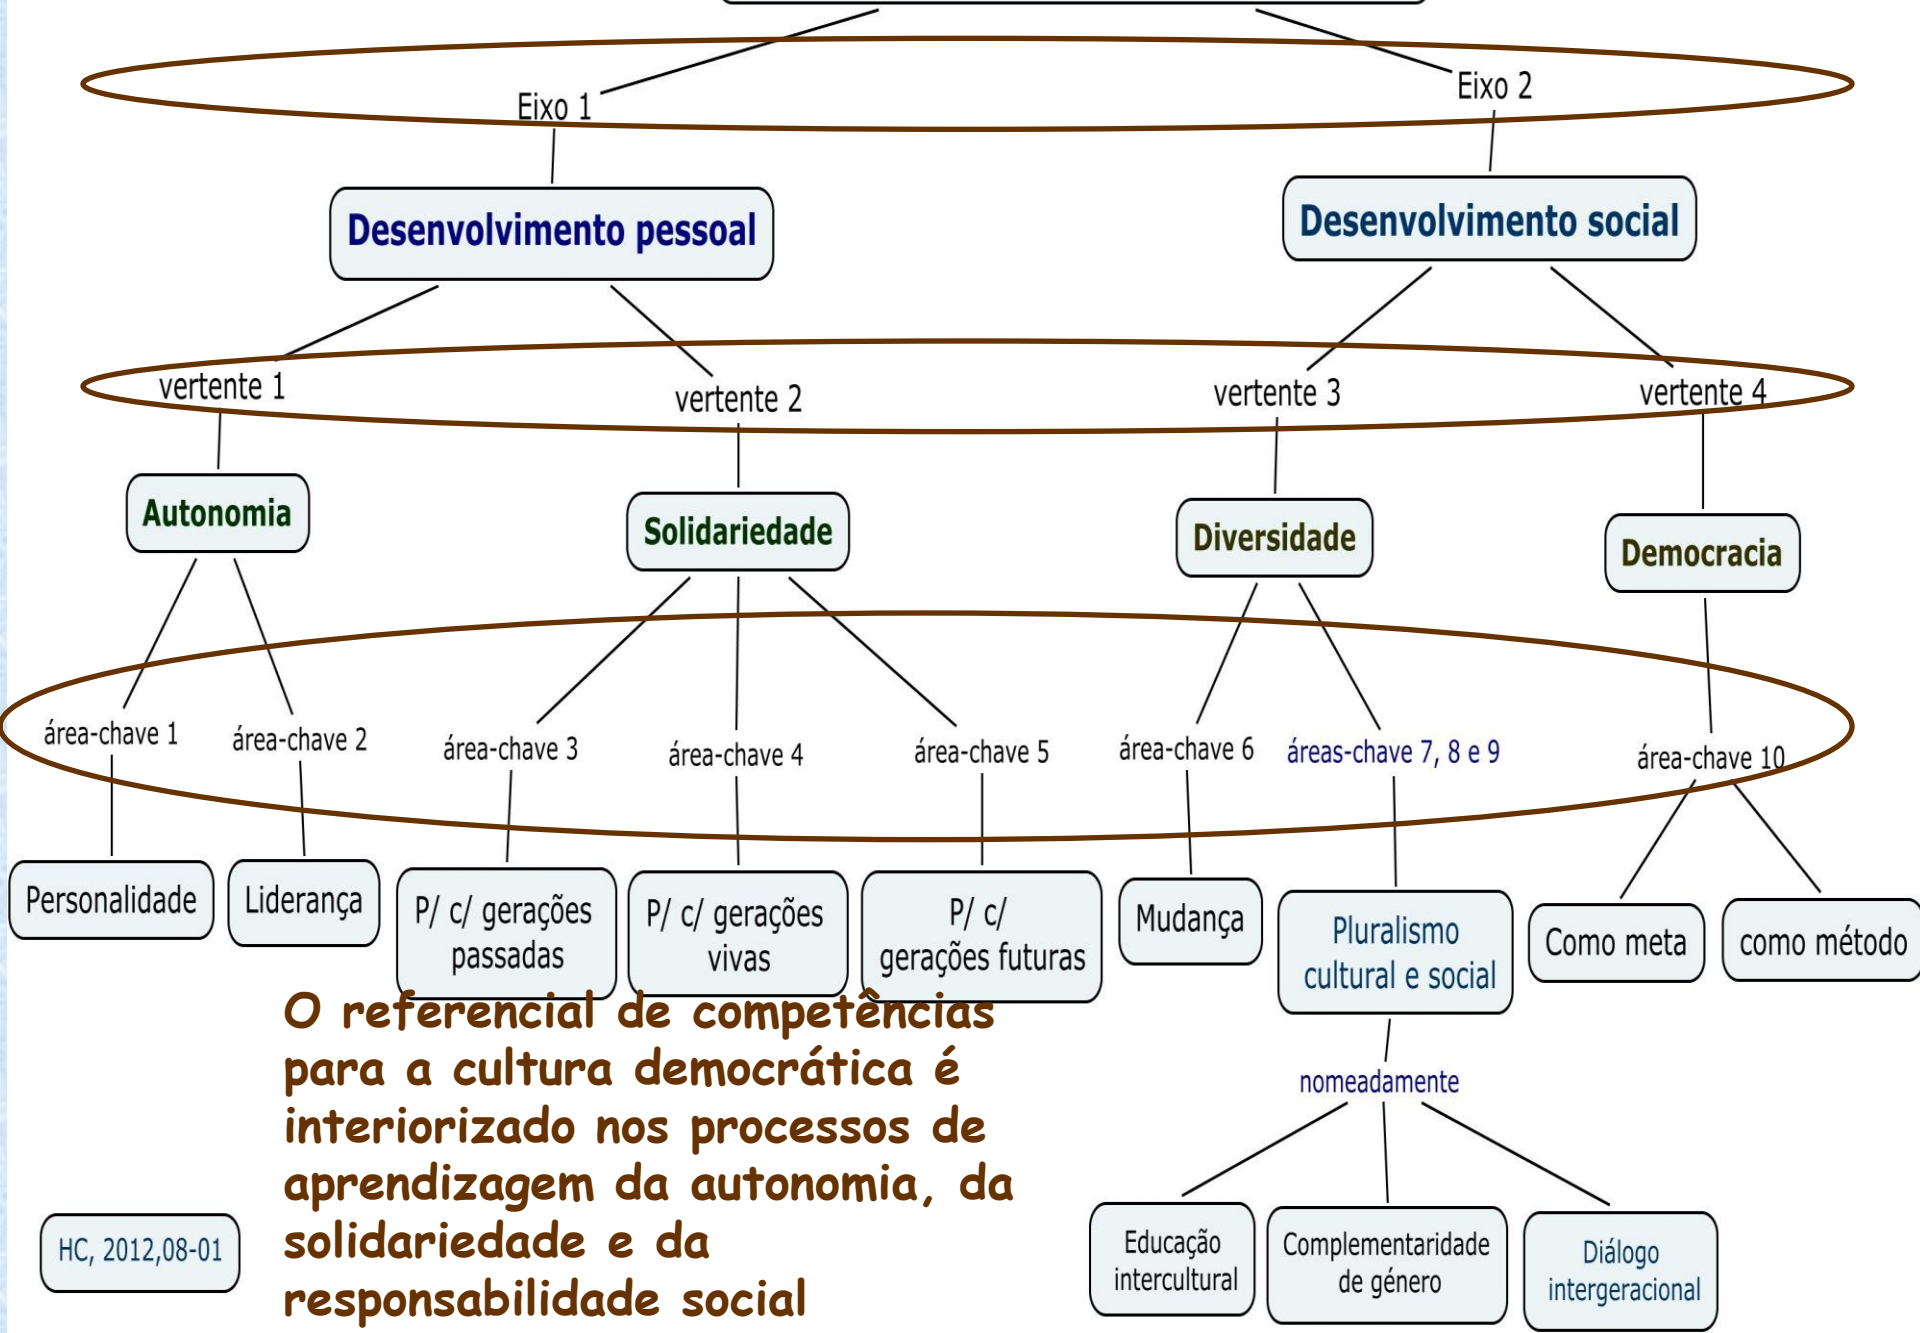 Eixo 1
Eixo 2
Desenvolvimento pessoal
Desenvolvimento social
vertente 1
vertente 2
vertente 3
vertente 4
Autonomia
Solidariedade
Diversidade
Democracia
área-chave 1
área-chave 2
área-chave 3
área-chave 4
área-chave 5
área-chave 6
áreas-chave 7, 8 e 9
área-chave 10
Personalidade
Liderança
P/ c/ gerações
passadas
P/ c/ gerações
vivas
P/ c/
gerações futuras
Mudança
Pluralismo
cultural e social
Como meta
como método
nomeadamente
Educação
intercultural
Complementaridade
de género
Diálogo
intergeracional
O referencial de competências
para a cultura democrática é
interiorizado nos processos de
aprendizagem da autonomia, da
solidariedade e da
responsabilidade social
HC, 2012,08-01